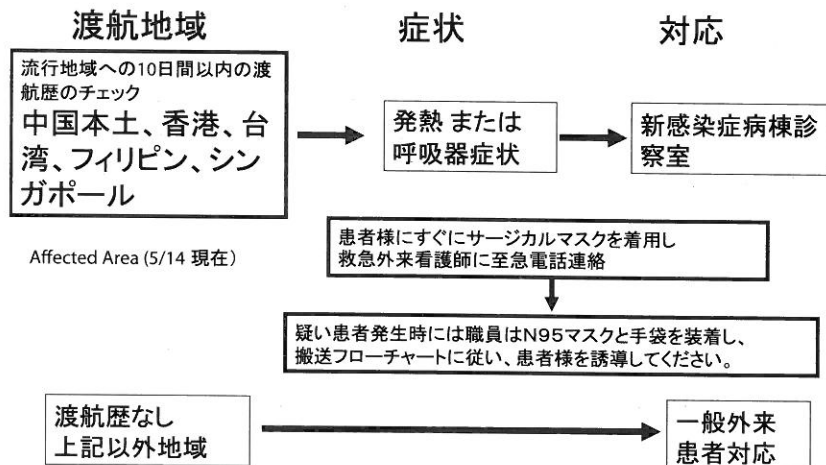 渡航地域
症状
対応
流行地域への10日間以内の渡
航歴のチェック
中国本土、香港、台
湾、フィリピン、シン
ガポール
発熱 または
呼吸器症状
新感染症病棟診
察室
Affected Area (5/14 現在)
患者様にすぐにサージカルマスクを着用し
救急外来看護師に至急電話連絡
疑い患者発生時には職員はN95マスクと手袋を装着し、
搬送フローチャートに従い、患者様を誘導してください。
渡航歴なし
上記以外地域
一般外来
患者対応